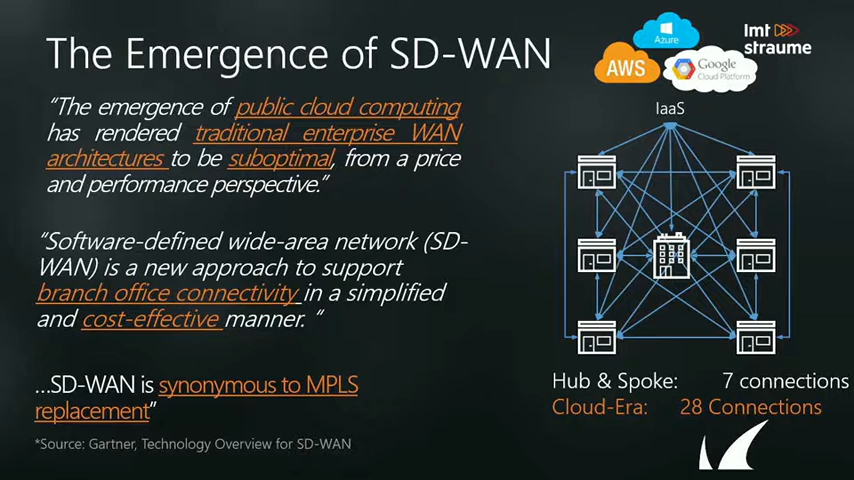 The Emergence of SD-WAN
Azure
AWS
Google
Cloud Platform
lmt
straume
“The emergence of public cloud computing
has rendered traditional enterprise WAN
architectures to be suboptimal, from a price
and performance perspective.”
IaaS
“Software-defined wide-area network (SD-
WAN) is a new approach to support
branch office connectivity in a simplified
and cost-effective manner. “
...SD-WAN is synonymous to MPLS
replacement”
*Source: Gartner, Technology Overview for SD-WAN
Hub & Spoke: 7 connections
Cloud-Era: 28 Connections